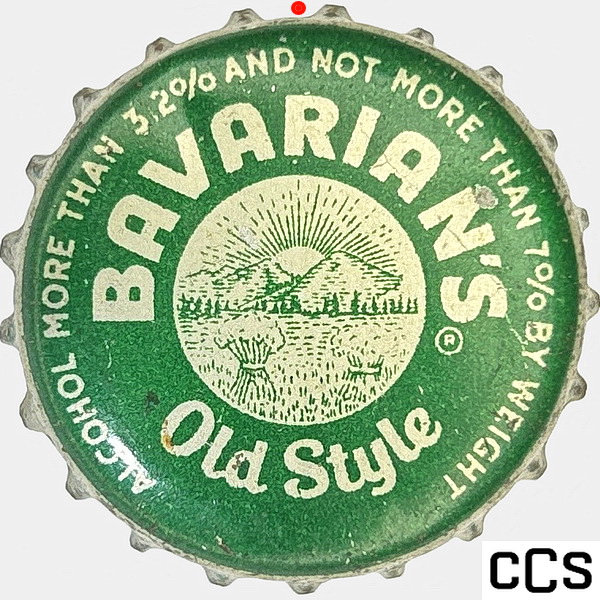 ALCOHOL MORE THAN 3.2% AND NOT MORE THAN 7% BY WEIGHT
BAVARIAN'S ®
Old Style
CCS